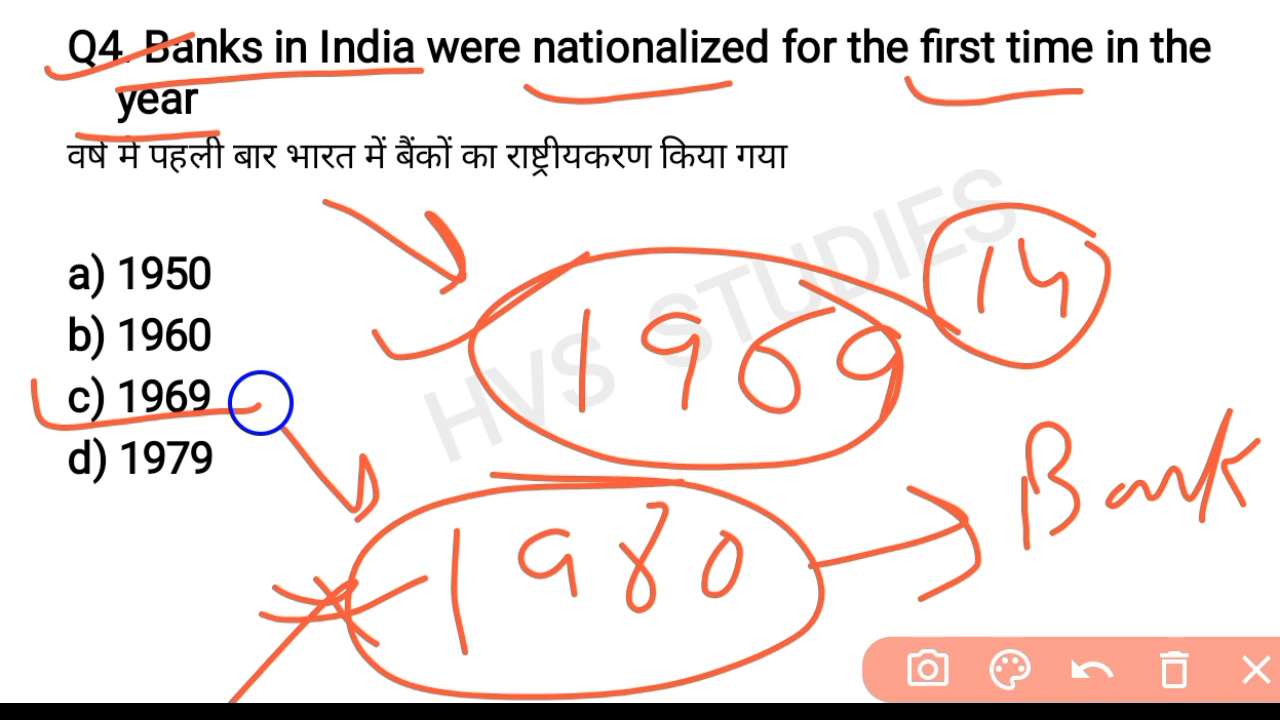 Q4. Banks in India were nationalized for the first time in the
year
वर्ष में पहली बार भारत में बैंकों का राष्ट्रीयकरण किया गया
a) 1950
b) 1960
c) 1969
d) 1979
HVS STUDIES
1969
14
1980
Bank